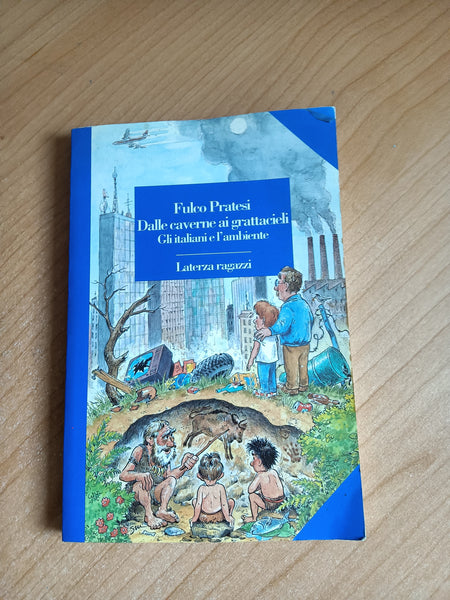 Fulco Pratesi
Dalle caverne ai grattacieli
Gli italiani e l'ambiente
Laterza ragazzi